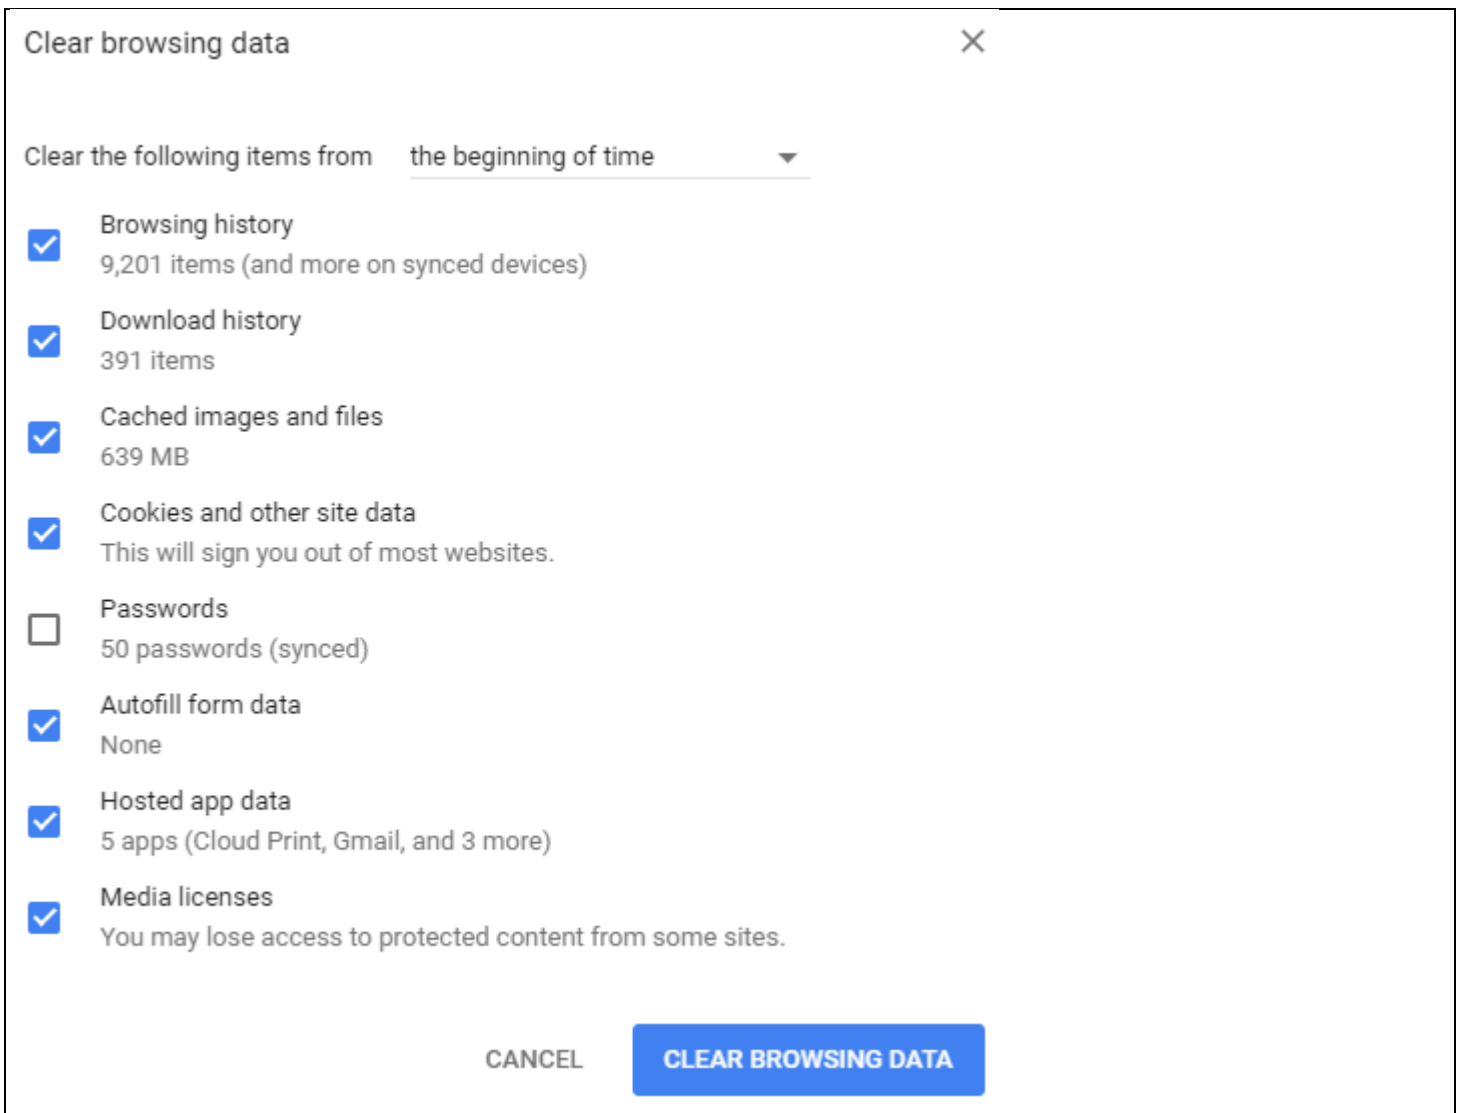 Clear browsing data
Clear the following items from the beginning of time
Browsing history
9,201 items (and more on synced devices)
Download history
391 items
Cached images and files
639 MB
Cookies and other site data
This will sign you out of most websites.
Passwords
50 passwords (synced)
Autofill form data
None
Hosted app data
5 apps (Cloud Print, Gmail, and 3 more)
Media licenses
You may lose access to protected content from some sites.
CANCEL CLEAR BROWSING DATA